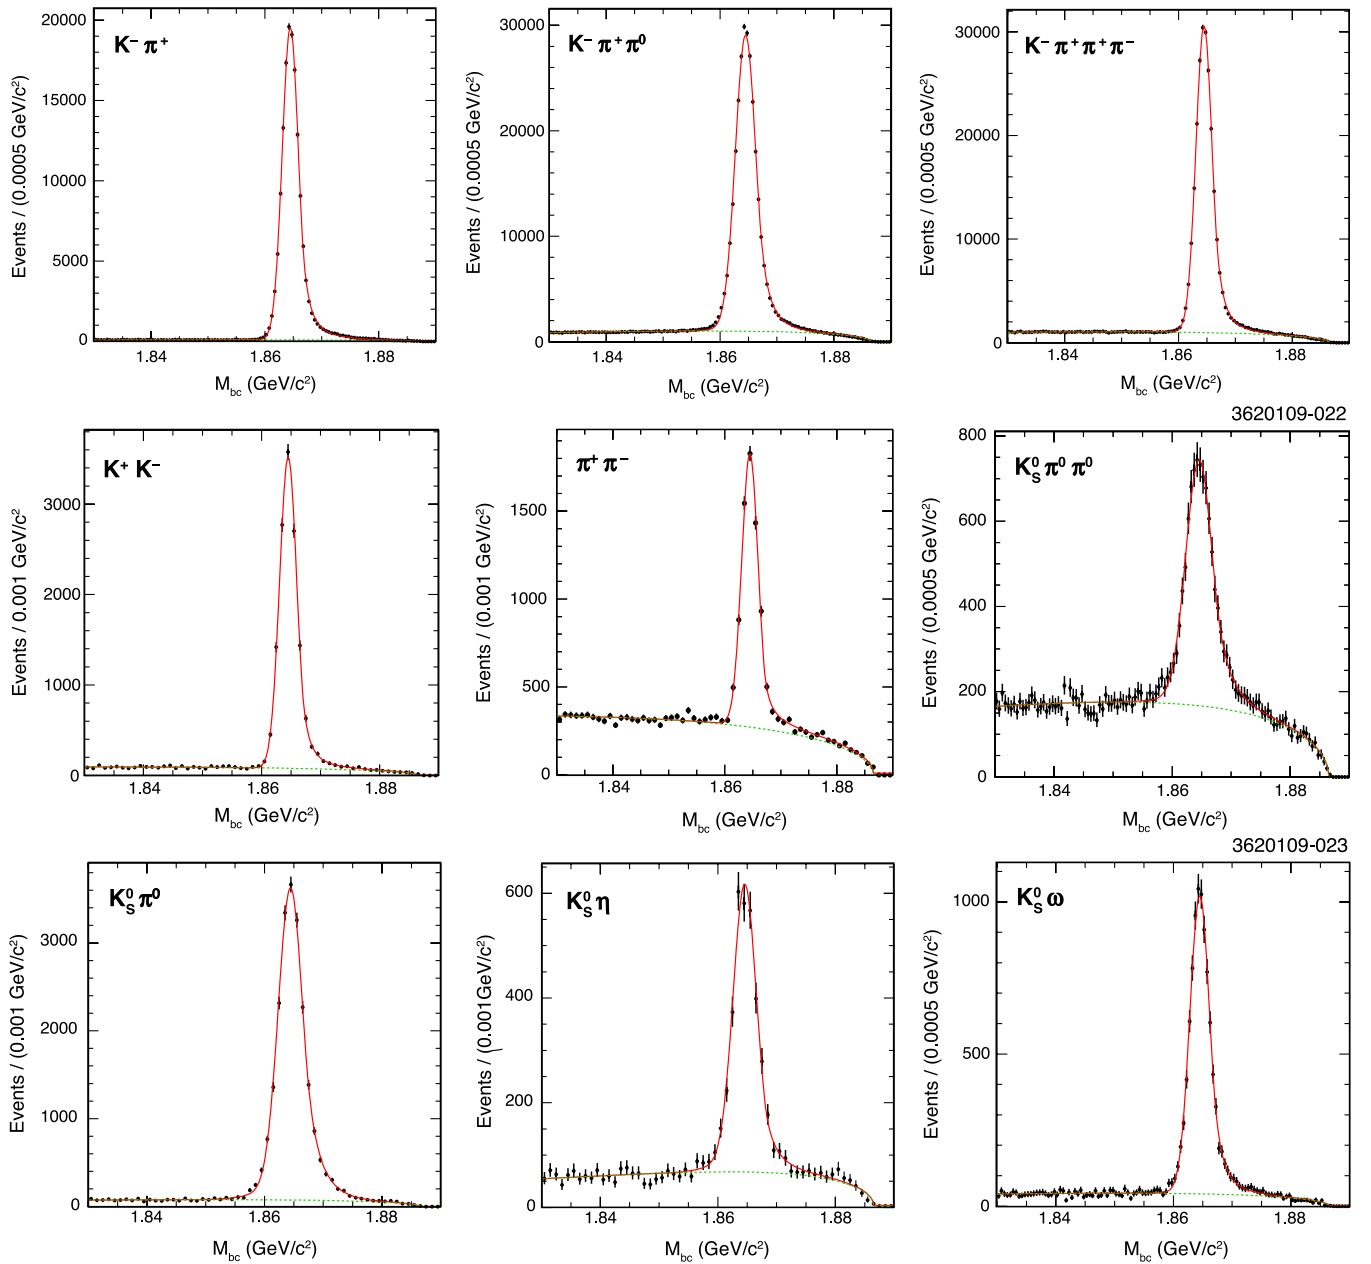 K⁻ π⁺
Events / (0.0005 GeV/c²)
20000
15000
10000
5000
0
1.84
1.86
1.88
M_bc (GeV/c²)
K⁻ π⁺ π⁰
Events / (0.0005 GeV/c²)
30000
20000
10000
0
1.84
1.86
1.88
M_bc (GeV/c²)
K⁻ π⁺ π⁺ π⁻
Events / (0.0005 GeV/c²)
30000
20000
10000
0
1.84
1.86
1.88
M_bc (GeV/c²)
3620109-022
K⁺ K⁻
Events / 0.001 GeV/c²)
3000
2000
1000
0
1.84
1.86
1.88
M_bc (GeV/c²)
π⁺ π⁻
Events / (0.001 GeV/c²)
1500
1000
500
0
1.84
1.86
1.88
M_bc (GeV/c²)
K_S⁰ π⁰ π⁰
Events / (0.0005 GeV/c²)
800
600
400
200
0
1.84
1.86
1.88
M_bc (GeV/c²)
3620109-023
K_S⁰ π⁰
Events / (0.001 GeV/c²)
3000
2000
1000
0
1.84
1.86
1.88
M_bc (GeV/c²)
K_S⁰ η
Events / (0.001GeV/c²)
600
400
200
0
1.84
1.86
1.88
M_bc (GeV/c²)
K_S⁰ ω
Events / (0.0005 GeV/c²)
1000
500
0
1.84
1.86
1.88
M_bc (GeV/c²)